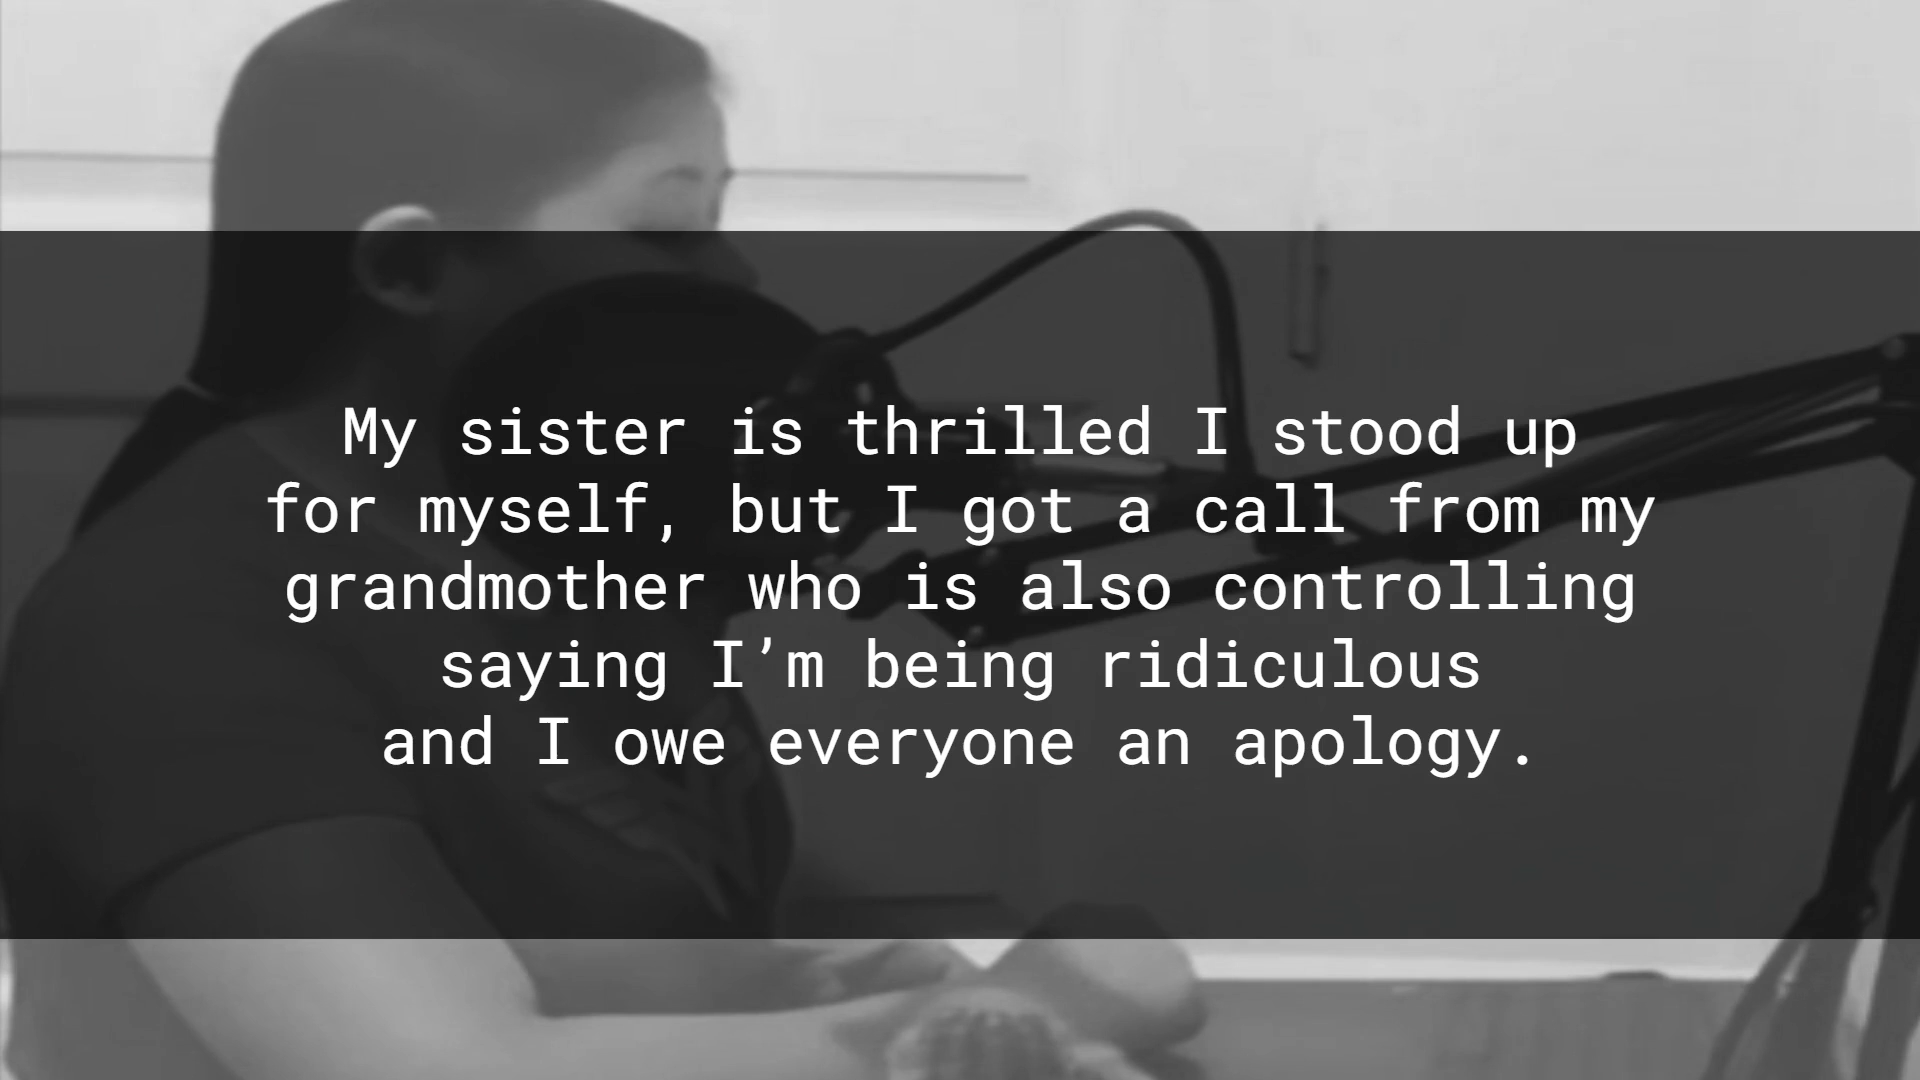 My sister is thrilled I stood up
for myself, but I got a call from my
grandmother who is also controlling
saying I’m being ridiculous
and I owe everyone an apology.